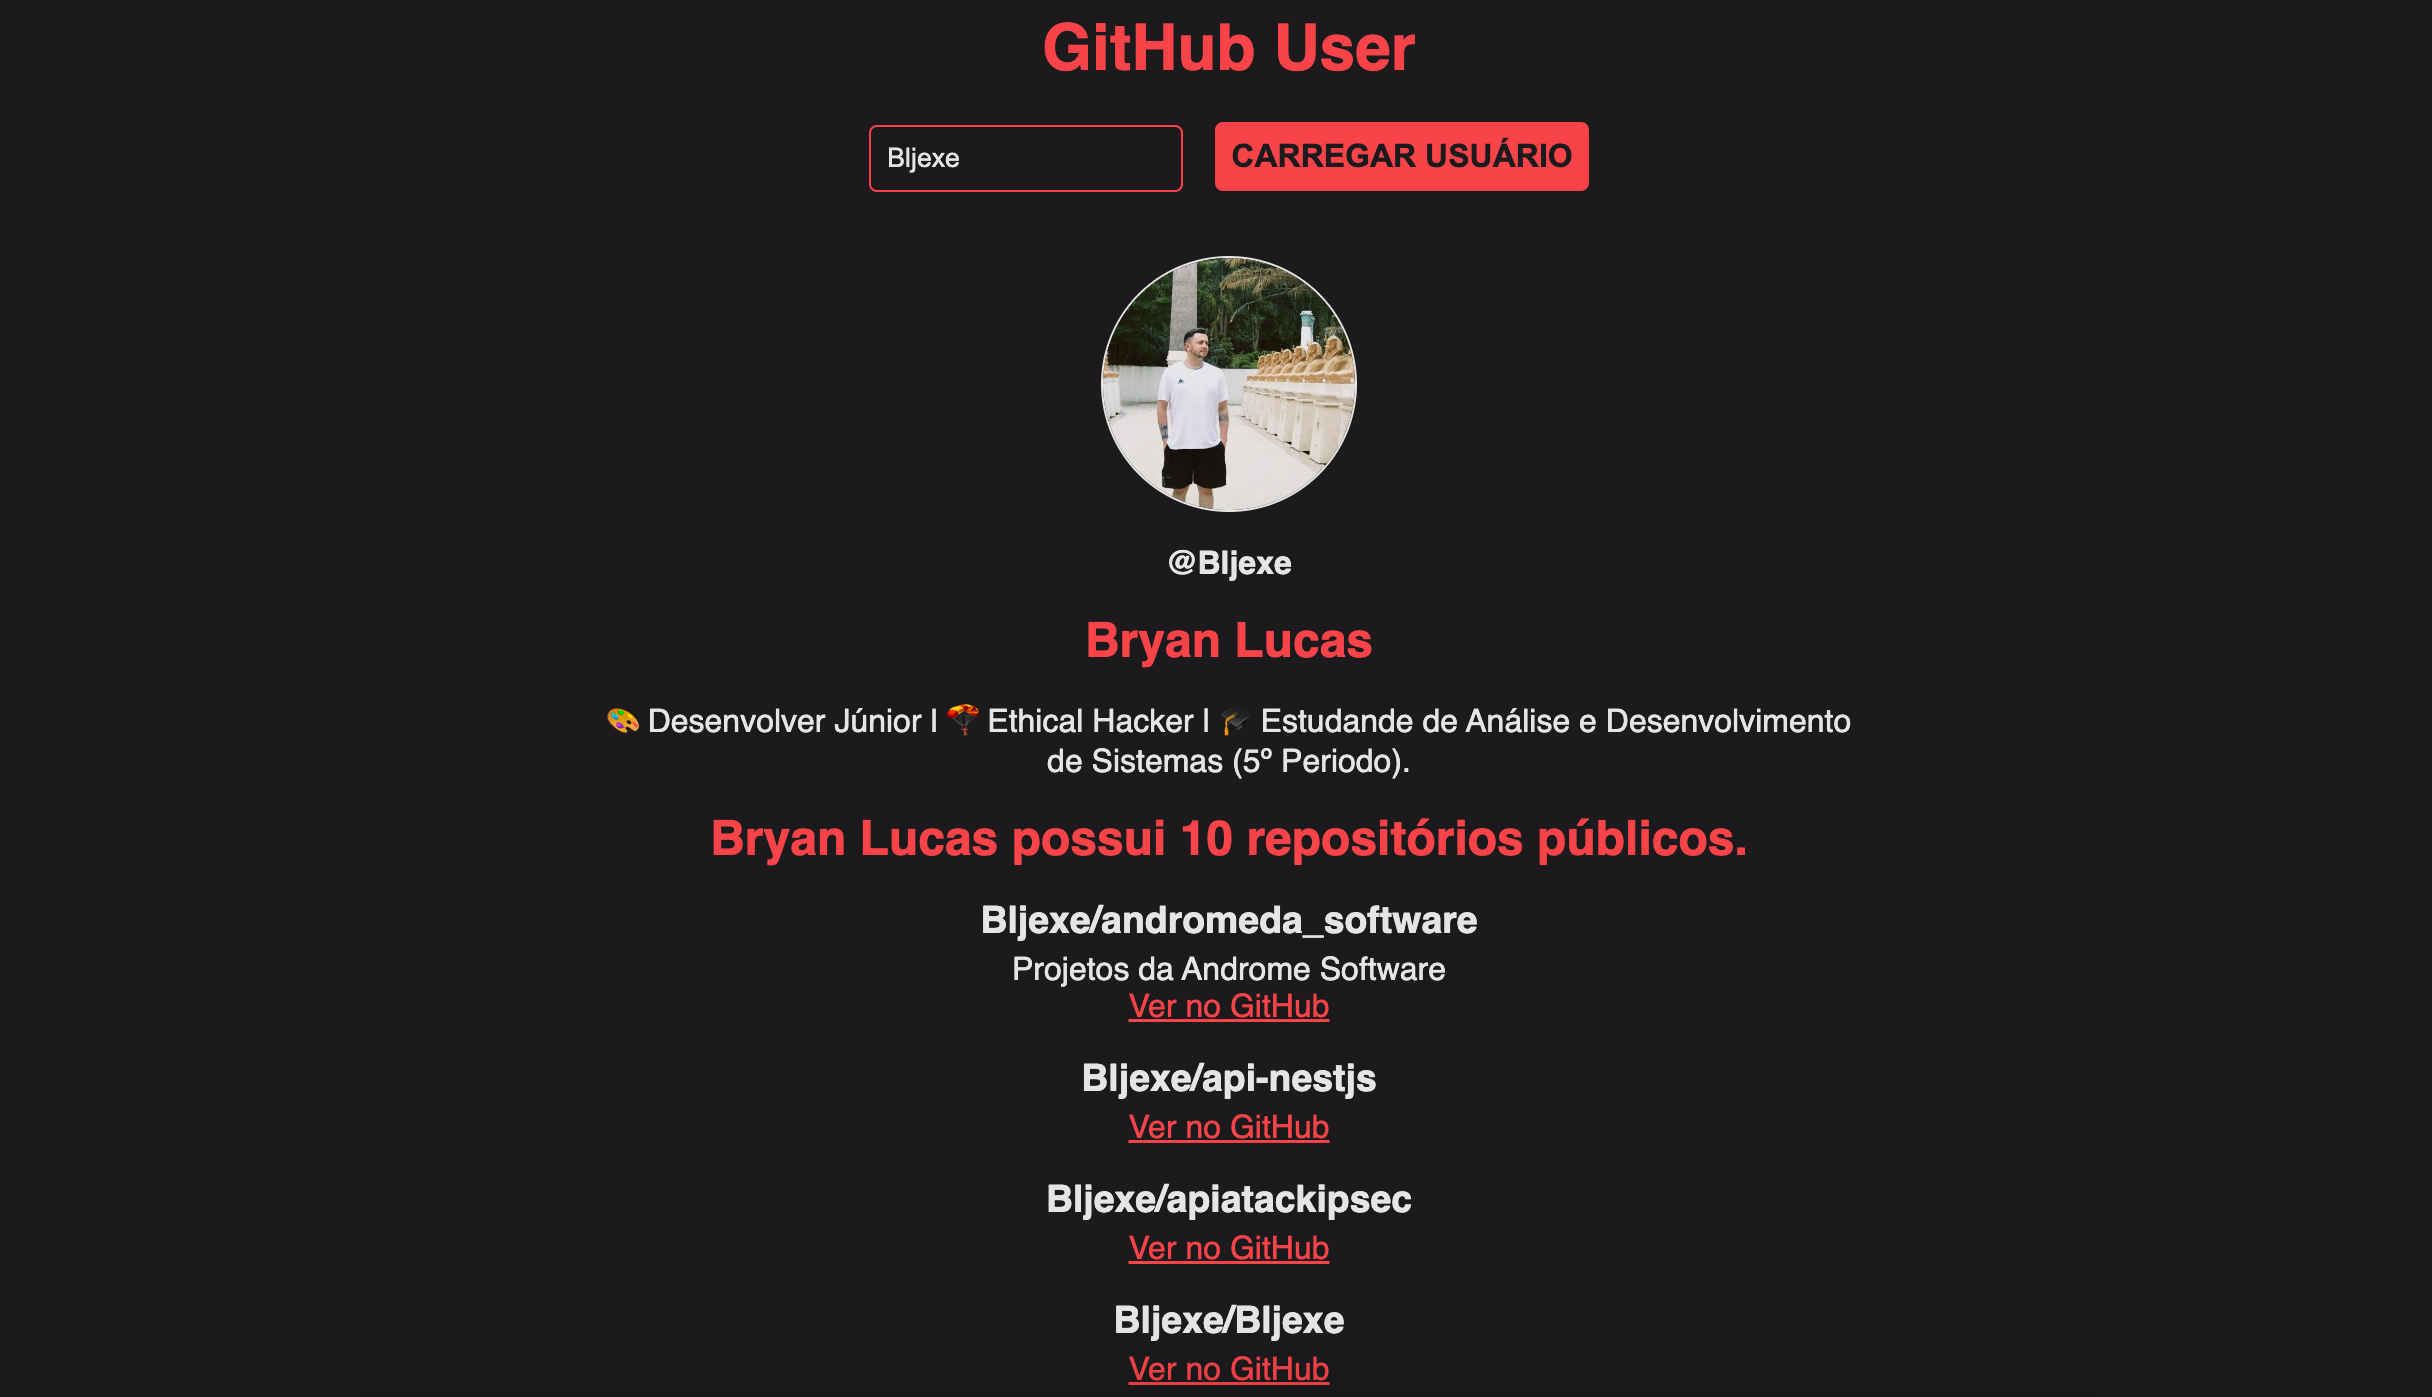 GitHub User
Bljexe
CARREGAR USUÁRIO
@Bljexe
Bryan Lucas
🎨 Desenvolver Júnior | 🪂 Ethical Hacker | 🎓 Estudande de Análise e Desenvolvimento
de Sistemas (5º Periodo).
Bryan Lucas possui 10 repositórios públicos.
Bljexe/andromeda_software
Projetos da Androme Software
Ver no GitHub
Bljexe/api-nestjs
Ver no GitHub
Bljexe/apiatackipsec
Ver no GitHub
Bljexe/Bljexe
Ver no GitHub